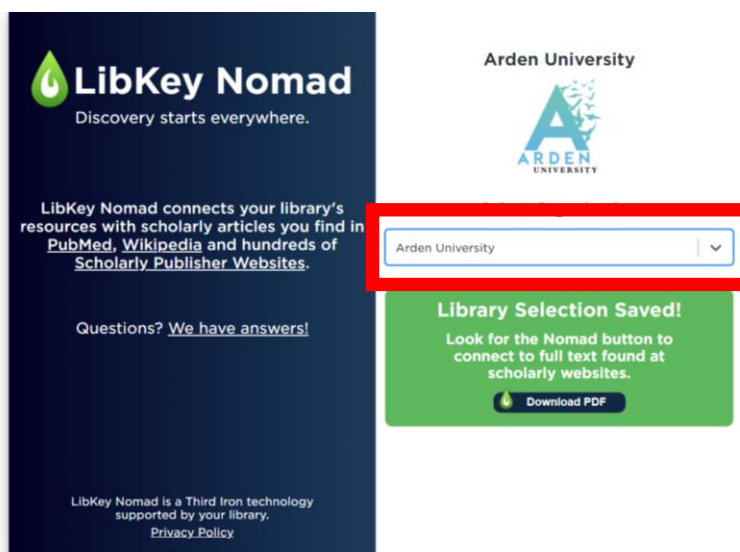 LibKey Nomad
Discovery starts everywhere.
LibKey Nomad connects your library's
resources with scholarly articles you find in
PubMed, Wikipedia and hundreds of
Scholarly Publisher Websites.
Questions? We have answers!
LibKey Nomad is a Third Iron technology
supported by your library.
Privacy Policy
Arden University
ARDEN
UNIVERSITY
Arden University
Library Selection Saved!
Look for the Nomad button to
connect to full text found at
scholarly websites.
Download PDF